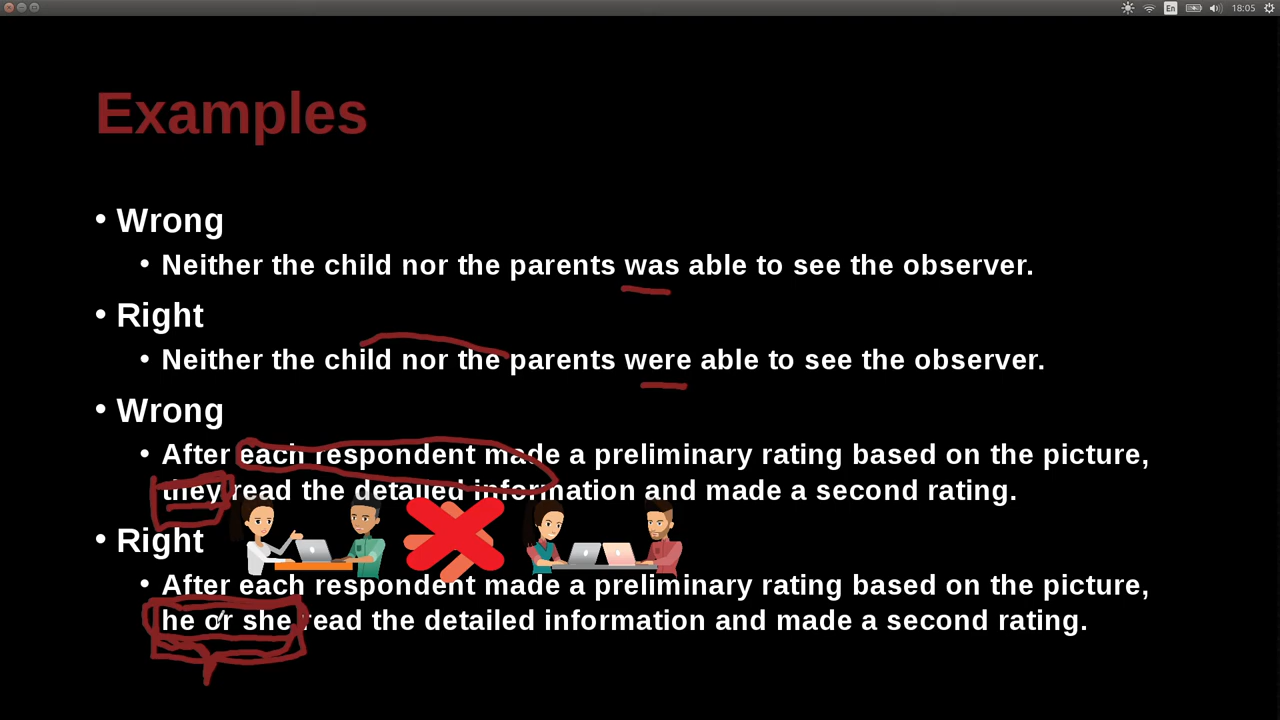 En 18:05
Examples
• Wrong
• Neither the child nor the parents was able to see the observer.
• Right
• Neither the child nor the parents were able to see the observer.
• Wrong
• After each respondent made a preliminary rating based on the picture,
they read the detailed information and made a second rating.
• Right
• After each respondent made a preliminary rating based on the picture,
he or she read the detailed information and made a second rating.